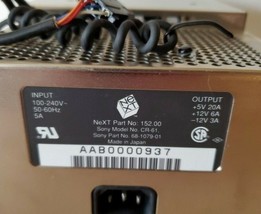 INPUT
100-240V~
50-60Hz
5A
NeXT Part No: 152.00
Sony Model No: CR-61
Sony Part No: 68-1079-01
Made in Japan
OUTPUT
+5V 20A
+12V 6A
-12V 3A
AAB0000937